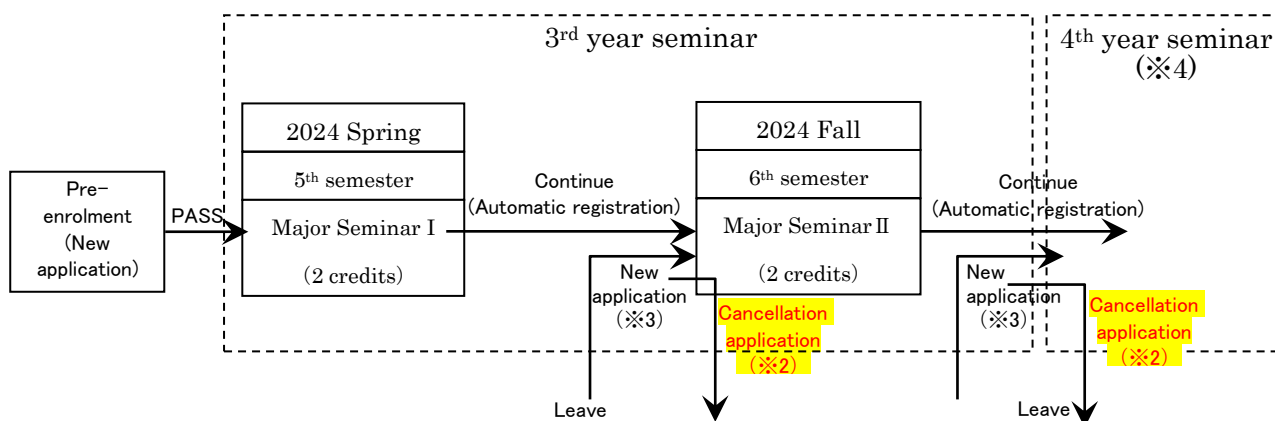 3rd year seminar
4th year seminar
(※4)
2024 Spring
5th semester
Major Seminar I
(2 credits)
2024 Fall
6th semester
Major Seminar II
(2 credits)
Pre-
enrolment
(New
application)
PASS
Continue
(Automatic registration)
Continue
(Automatic registration)
New
application
(※3)
Cancellation
application
(※2)
Leave
New
application
(※3)
Cancellation
application
(※2)
Leave